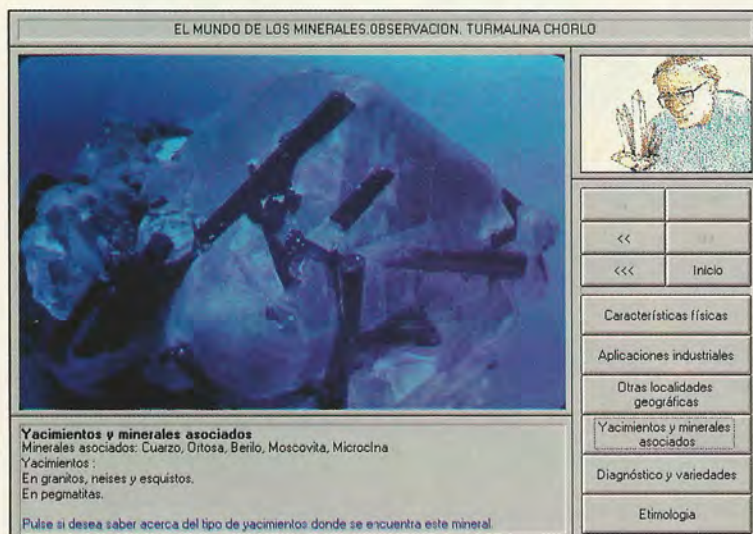 EL MUNDO DE LOS MINERALES.OBSERVACION. TURMALINA CHORLO
<<
<<<
Inicio
Características físicas
Aplicaciones industriales
Otras localidades
geográficas
Yacimientos y minerales
asociados
Diagnóstico y variedades
Etimologia
Yacimientos y minerales asociados
Minerales asociados: Cuarzo, Ortosa, Berilo, Moscovita, Microclna
Yacimientos :
En granitos, neises y esquistos.
En pegmatitas.
Pulse si desea saber acerca del tipo de yacimientos donde se encuentra este mineral.